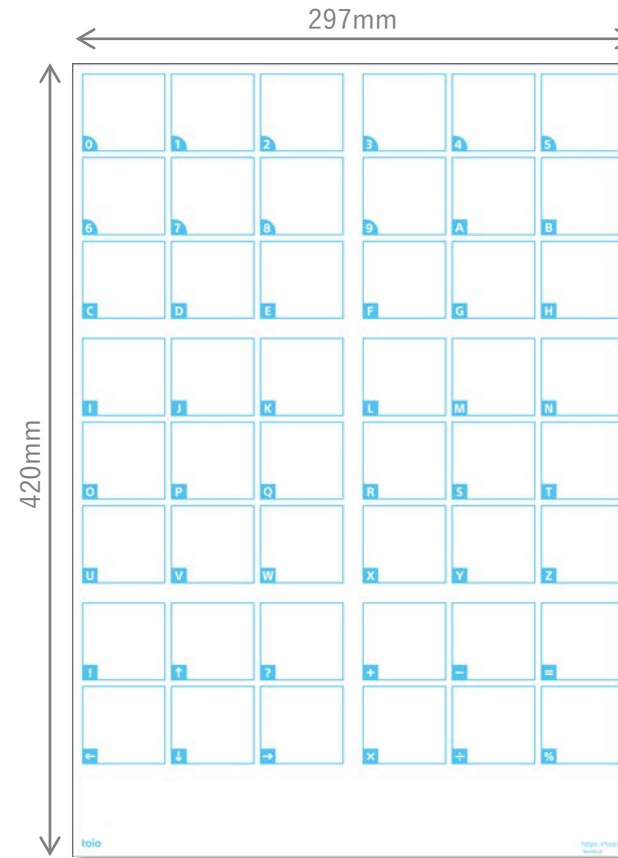 297mm
420mm
0 1 2 3 4 5
6 7 8 9 A B
C D E F G H
I J K L M N
O P Q R S T
U V W X Y Z
! ↑ ? + − =
← ↓ → × ÷ %
toio